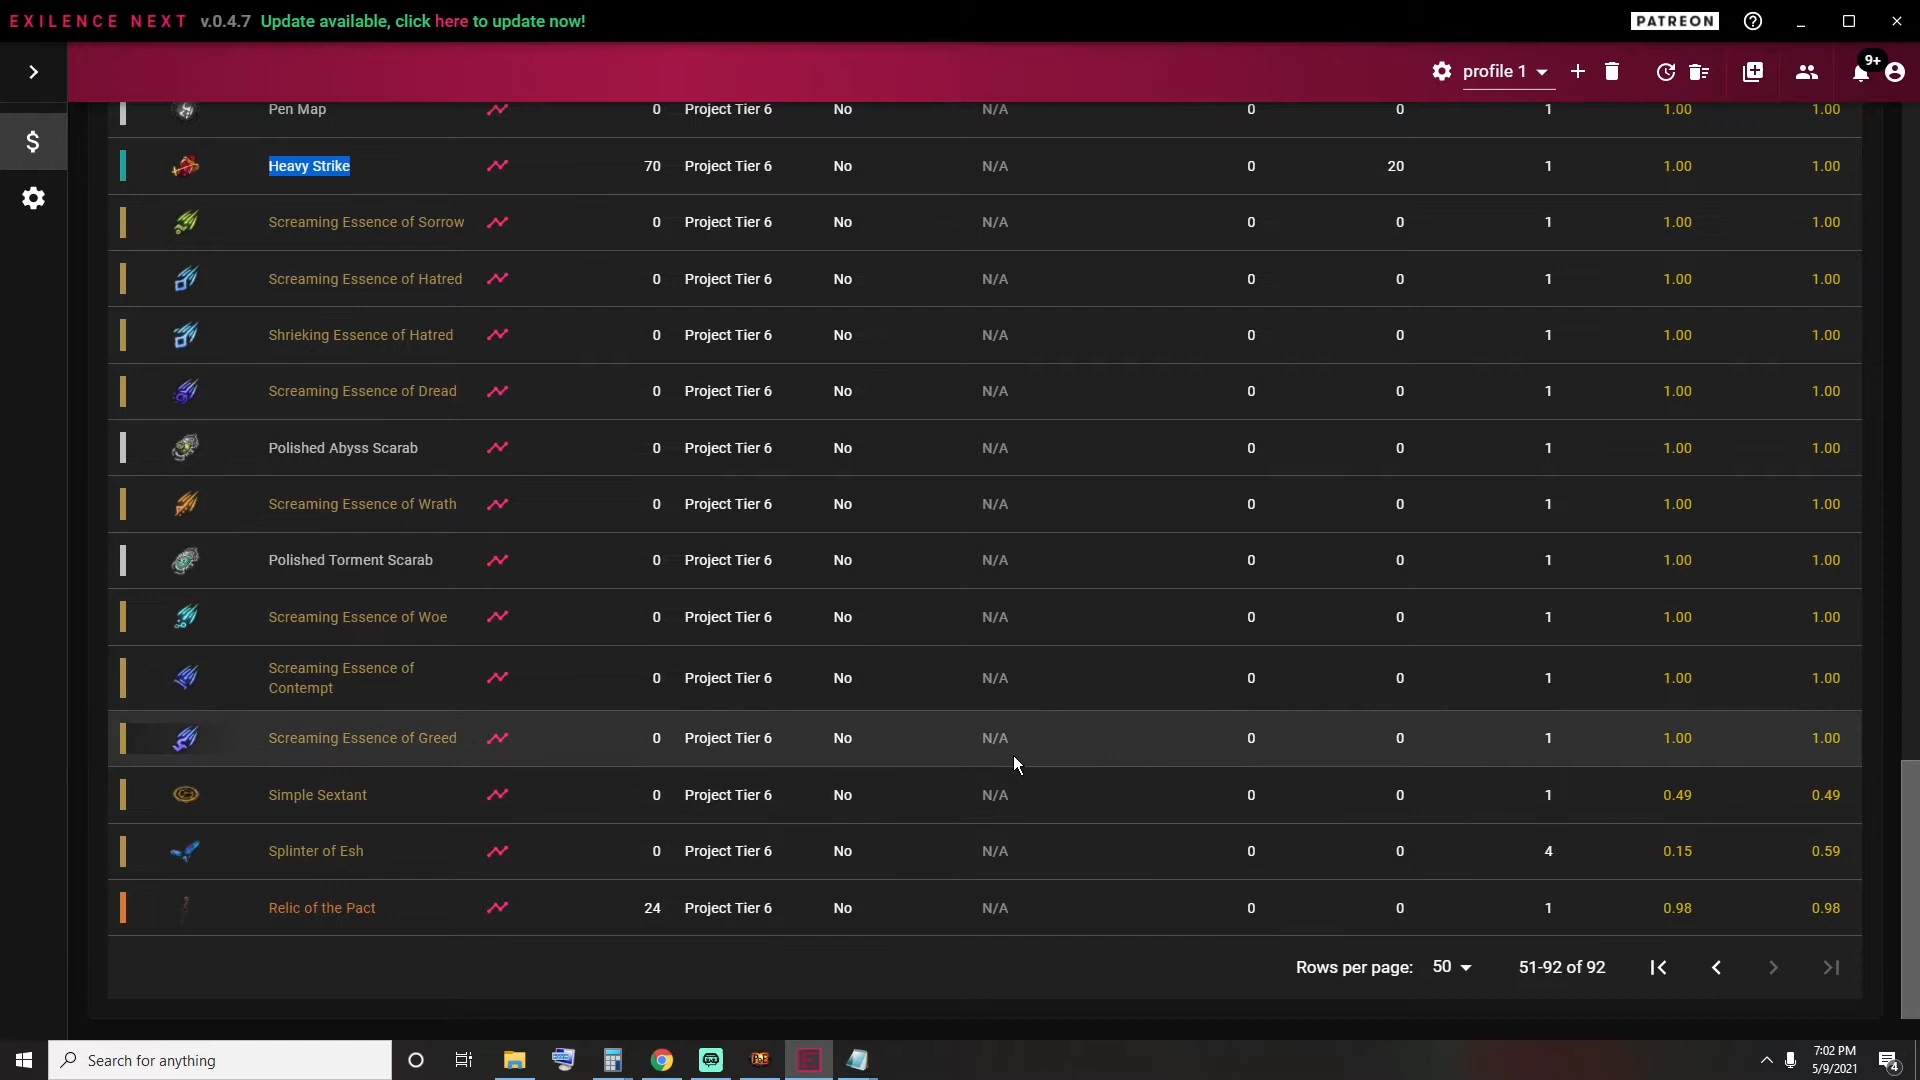 EXILENCE NEXT v.0.4.7 Update available, click here to update now! PATREON
profile 1 9+
Pen Map 0 Project Tier 6 No N/A 0 0 1 1.00 1.00
Heavy Strike 70 Project Tier 6 No N/A 0 20 1 1.00 1.00
Screaming Essence of Sorrow 0 Project Tier 6 No N/A 0 0 1 1.00 1.00
Screaming Essence of Hatred 0 Project Tier 6 No N/A 0 0 1 1.00 1.00
Shrieking Essence of Hatred 0 Project Tier 6 No N/A 0 0 1 1.00 1.00
Screaming Essence of Dread 0 Project Tier 6 No N/A 0 0 1 1.00 1.00
Polished Abyss Scarab 0 Project Tier 6 No N/A 0 0 1 1.00 1.00
Screaming Essence of Wrath 0 Project Tier 6 No N/A 0 0 1 1.00 1.00
Polished Torment Scarab 0 Project Tier 6 No N/A 0 0 1 1.00 1.00
Screaming Essence of Woe 0 Project Tier 6 No N/A 0 0 1 1.00 1.00
Screaming Essence of
Contempt 0 Project Tier 6 No N/A 0 0 1 1.00 1.00
Screaming Essence of Greed 0 Project Tier 6 No N/A 0 0 1 1.00 1.00
Simple Sextant 0 Project Tier 6 No N/A 0 0 1 0.49 0.49
Splinter of Esh 0 Project Tier 6 No N/A 0 0 4 0.15 0.59
Relic of the Pact 24 Project Tier 6 No N/A 0 0 1 0.98 0.98
Rows per page: 50 51-92 of 92
Search for anything
7:02 PM
5/9/2021
4